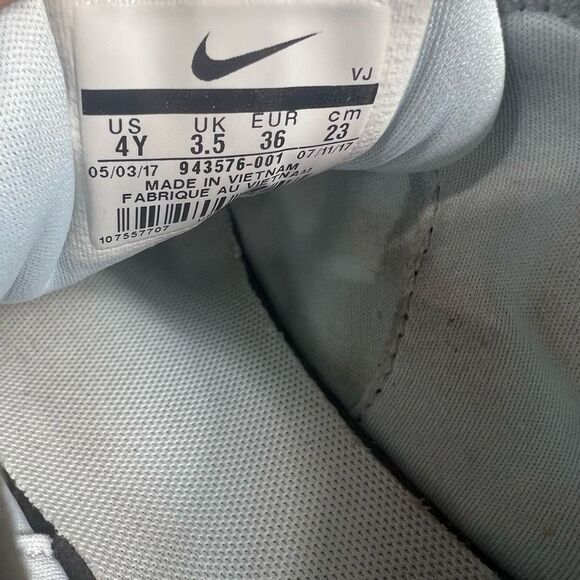 VJ
US UK EUR cm
4Y 3.5 36 23
05/03/17 943576-001 07/11/17
MADE IN VIETNAM
FABRIQUE AU VIETNAM
107557707